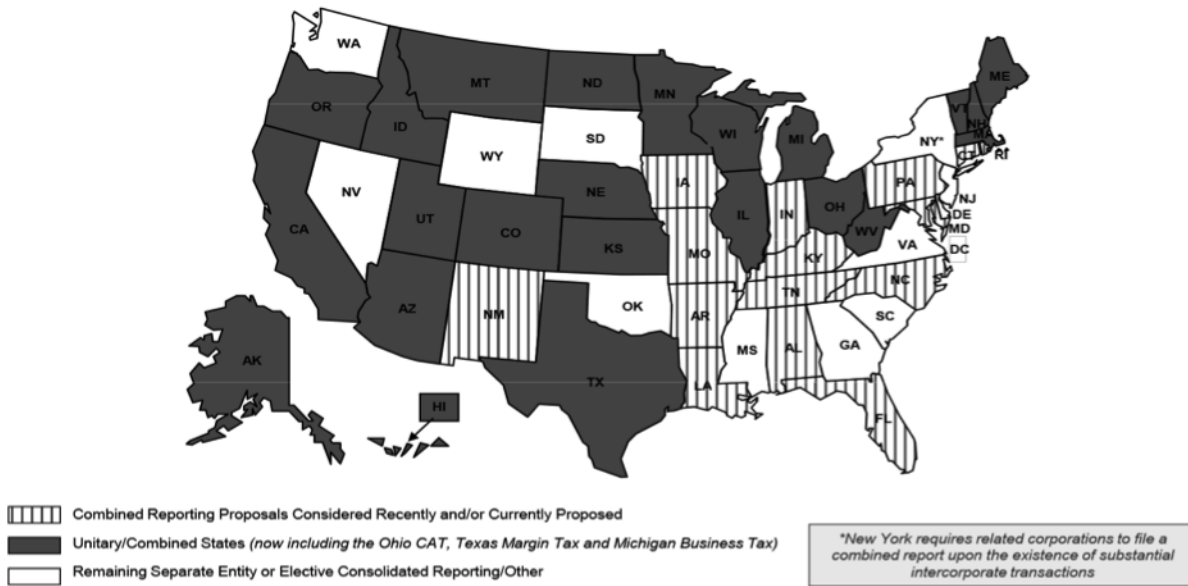 WA
MT
ND
MN
ME
OR
ID
WY
SD
WI
MI
VT
NH
MA
NY*
CT
RI
NV
UT
CO
NE
KS
IA
IL
IN
OH
PA
NJ
DE
MD
DC
WV
VA
CA
AZ
NM
OK
MO
KY
TN
NC
AR
SC
MS
AL
GA
LA
TX
FL
AK
HI
Combined Reporting Proposals Considered Recently and/or Currently Proposed
Unitary/Combined States (now including the Ohio CAT, Texas Margin Tax and Michigan Business Tax)
Remaining Separate Entity or Elective Consolidated Reporting/Other
*New York requires related corporations to file a
combined report upon the existence of substantial
intercorporate transactions